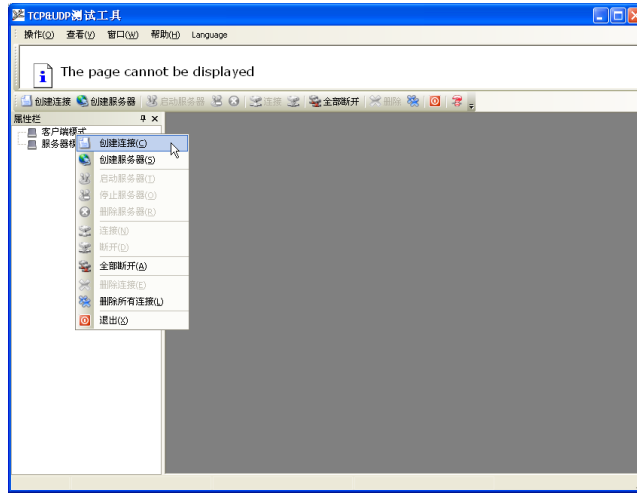 TCP&UDP测试工具
操作(O) 查看(V) 窗口(W) 帮助(H) Language
The page cannot be displayed
创建连接 创建服务器 启动服务器 连接 全部断开 删除
属性栏
客户端模式
服务器模
创建连接(C)
创建服务器(S)
启动服务器(T)
停止服务器(O)
删除服务器(R)
连接(N)
断开(D)
全部断开(A)
删除连接(E)
删除所有连接(L)
退出(X)